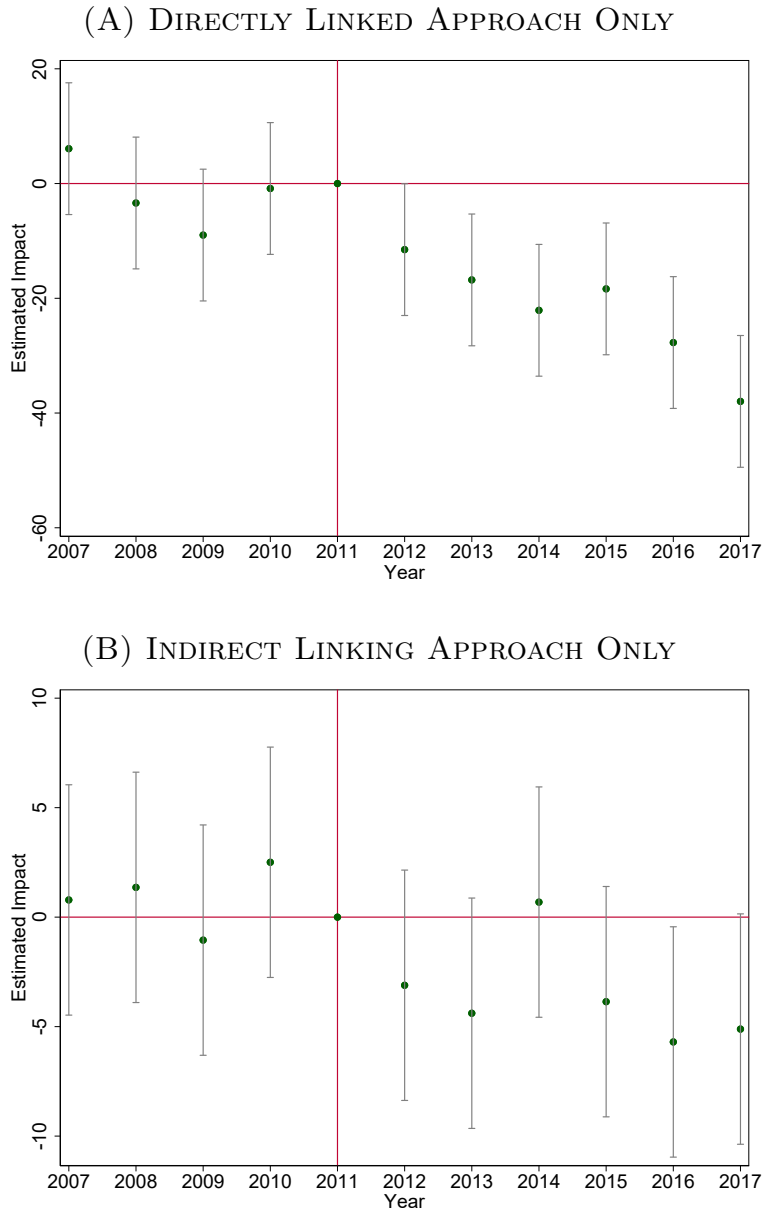 (A) Directly Linked Approach Only
20
0
-20
-40
-60
Estimated Impact
2007 2008 2009 2010 2011 2012 2013 2014 2015 2016 2017
Year
(B) Indirect Linking Approach Only
10
5
0
-5
-10
Estimated Impact
2007 2008 2009 2010 2011 2012 2013 2014 2015 2016 2017
Year